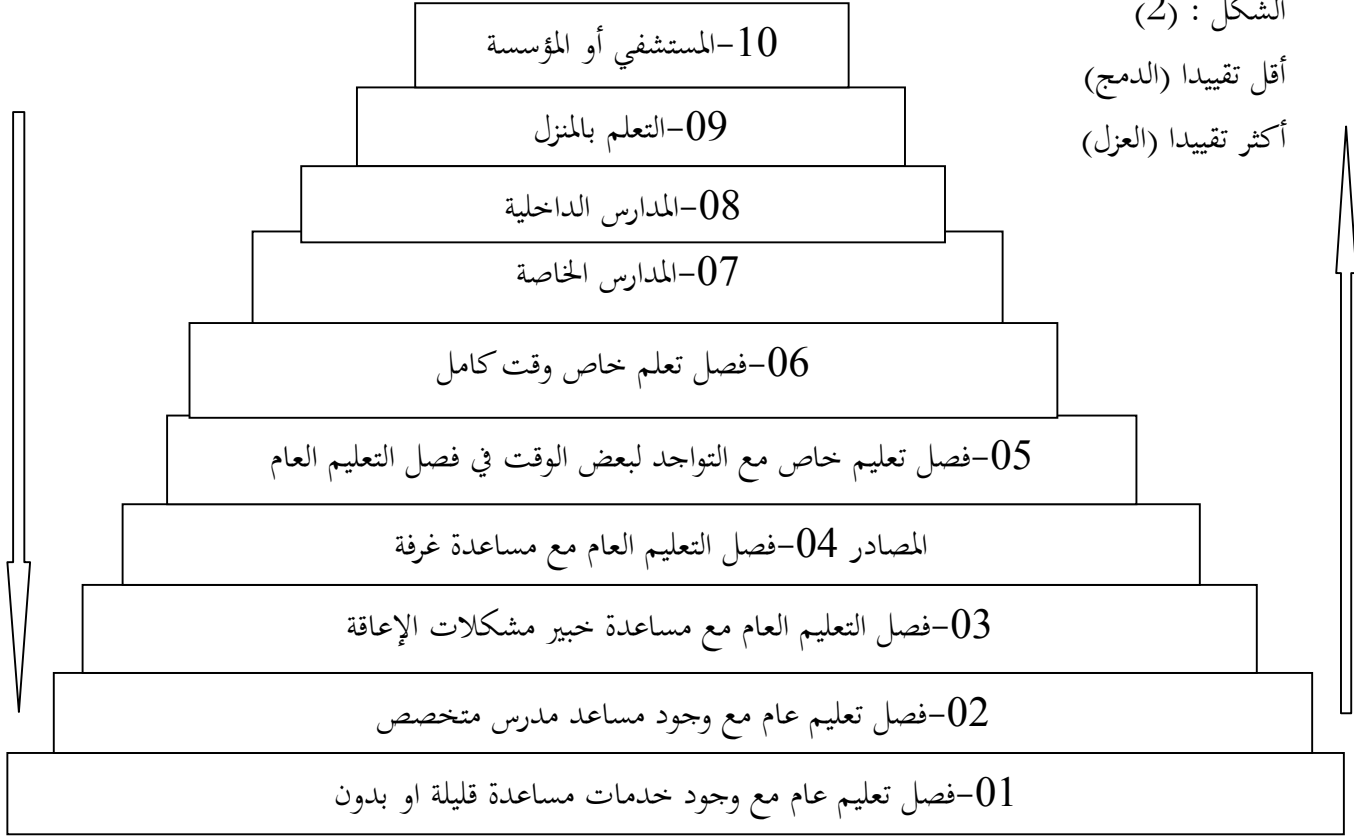 الشكل : (2)
أقل تقييدا (الدمج)
أكثر تقييدا (العزل)
10-المستشفي أو المؤسسة
09-التعلم بالمنزل
08-المدارس الداخلية
07-المدارس الخاصة
06-فصل تعلم خاص وقت كامل
05-فصل تعليم خاص مع التواجد لبعض الوقت في فصل التعليم العام
المصادر 04-فصل التعليم العام مع مساعدة غرفة
03-فصل التعليم العام مع مساعدة خبير مشكلات الإعاقة
02-فصل تعليم عام مع وجود مساعد مدرس متخصص
01-فصل تعليم عام مع وجود خدمات مساعدة قليلة او بدون